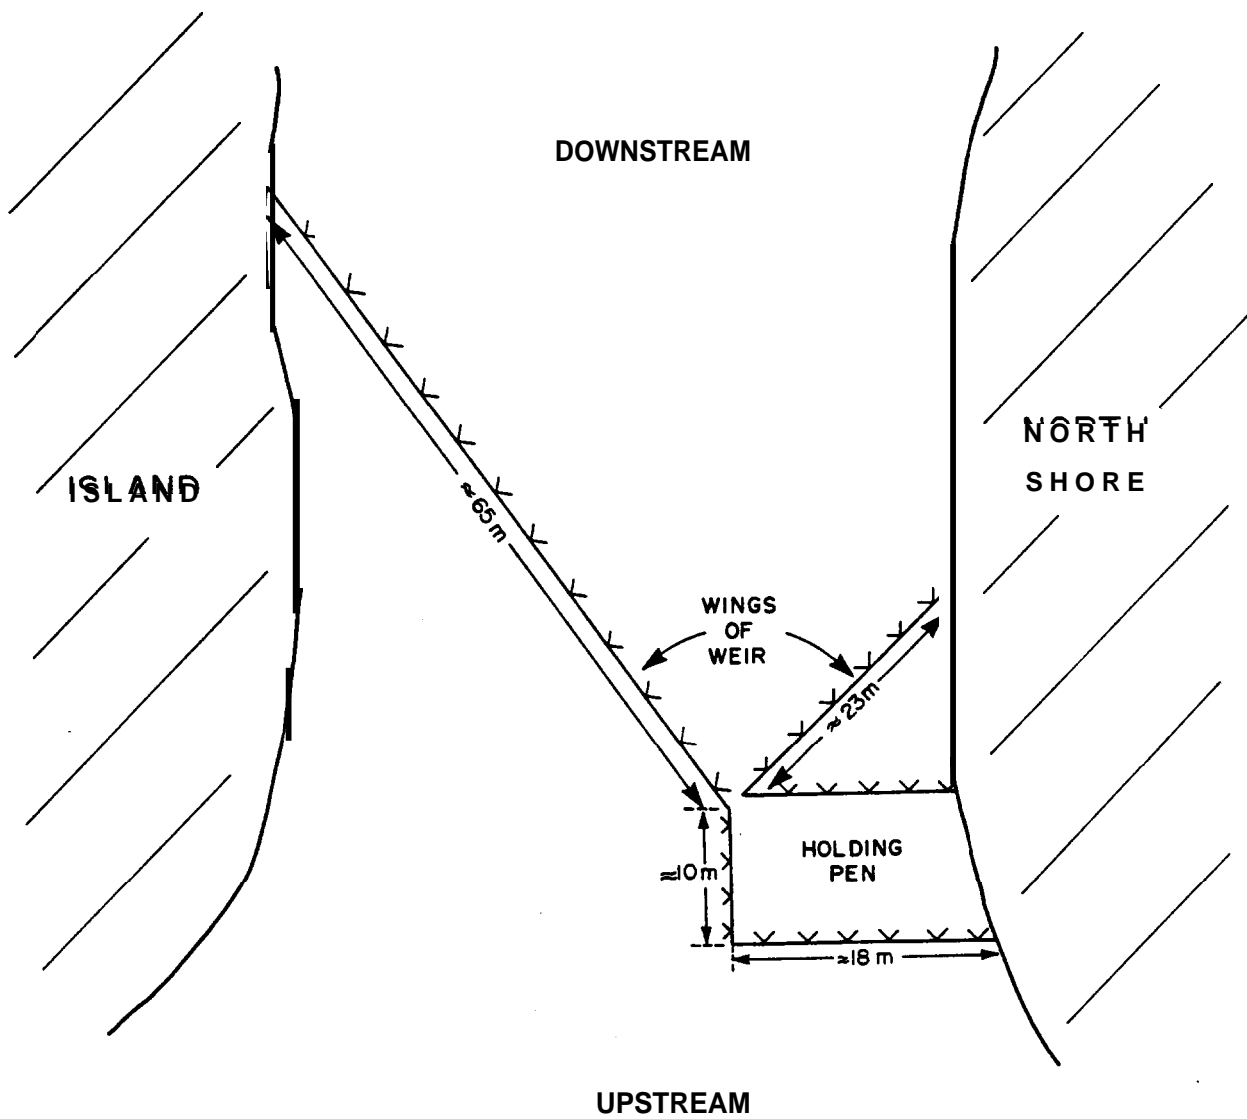 DOWNSTREAM
NORTH
SHORE
ISLAND
≈65 m
WINGS
OF
WEIR
≈23m
HOLDING
PEN
≈10m
≈18 m
UPSTREAM